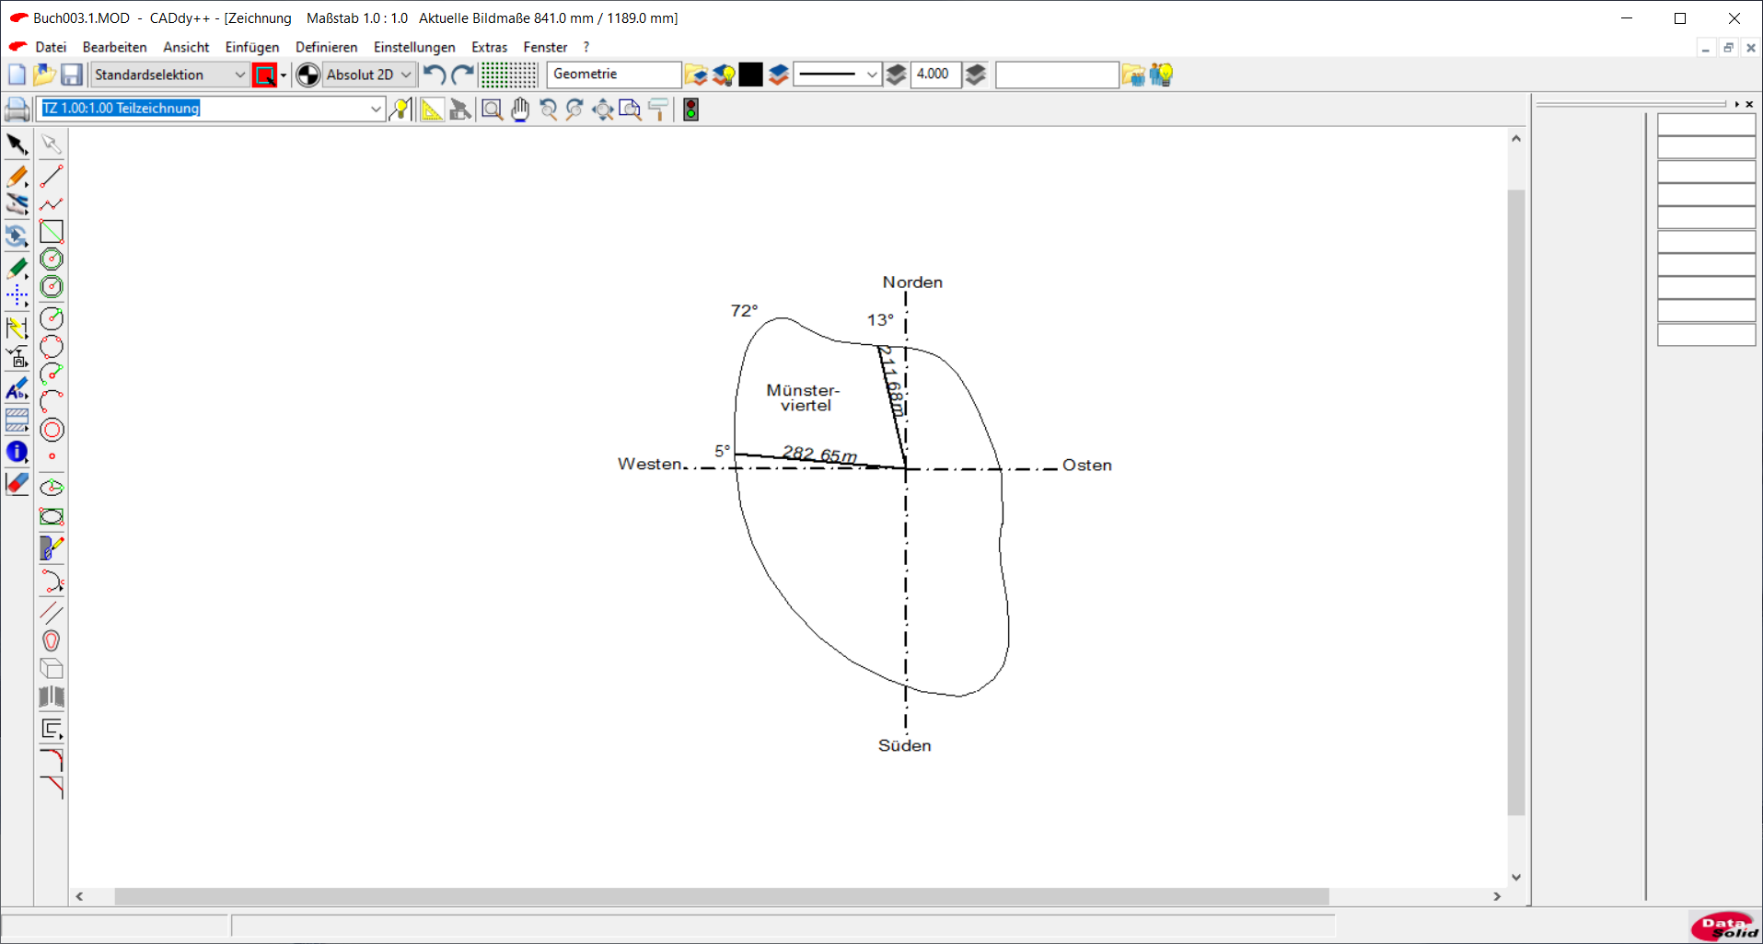 Buch003.1.MOD - CADdy++ - [Zeichnung Maßstab 1.0 : 1.0 Aktuelle Bildmaße 841.0 mm / 1189.0 mm]
Datei Bearbeiten Ansicht Einfügen Definieren Einstellungen Extras Fenster ?
Standardselektion Absolut 2D Geometrie 4.000
TZ 1.00:1.00 Teilzeichnung
Norden
72°
13°
211.68m
Münster-
viertel
5°
282.65m
Westen
Osten
Süden
Data
Solid